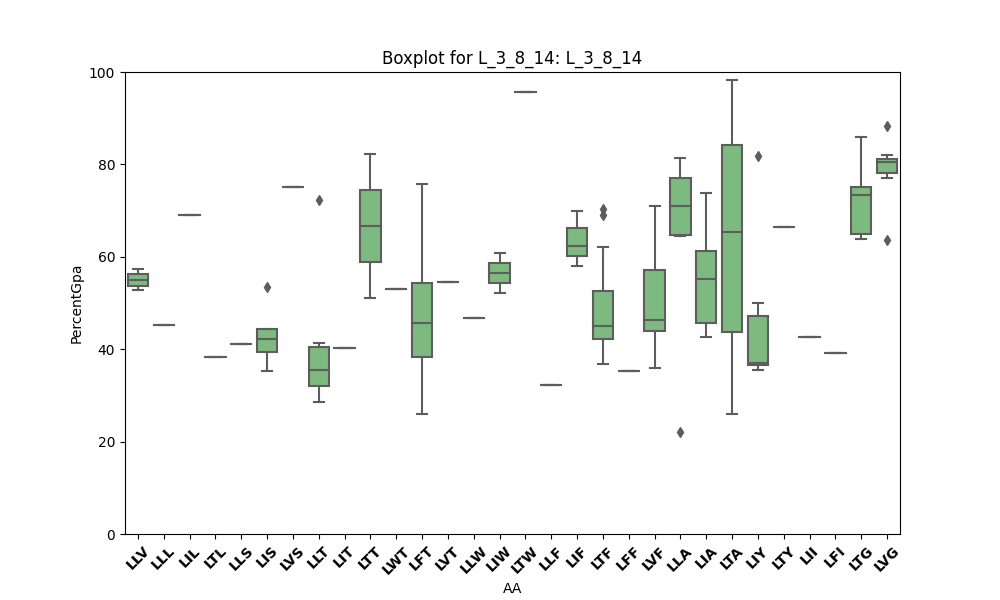 Boxplot for L_3_8_14: L_3_8_14
100
80
60
40
20
0
PercentGpa
LLV LLL LIL LTL LLS LIS LVS LLT LIT LTT LWT LFT LVT LLW LIW LTW LLF LIF LTF LFF LVF LLA LIA LTA LIY LTY LII LFI LTG LVG
AA